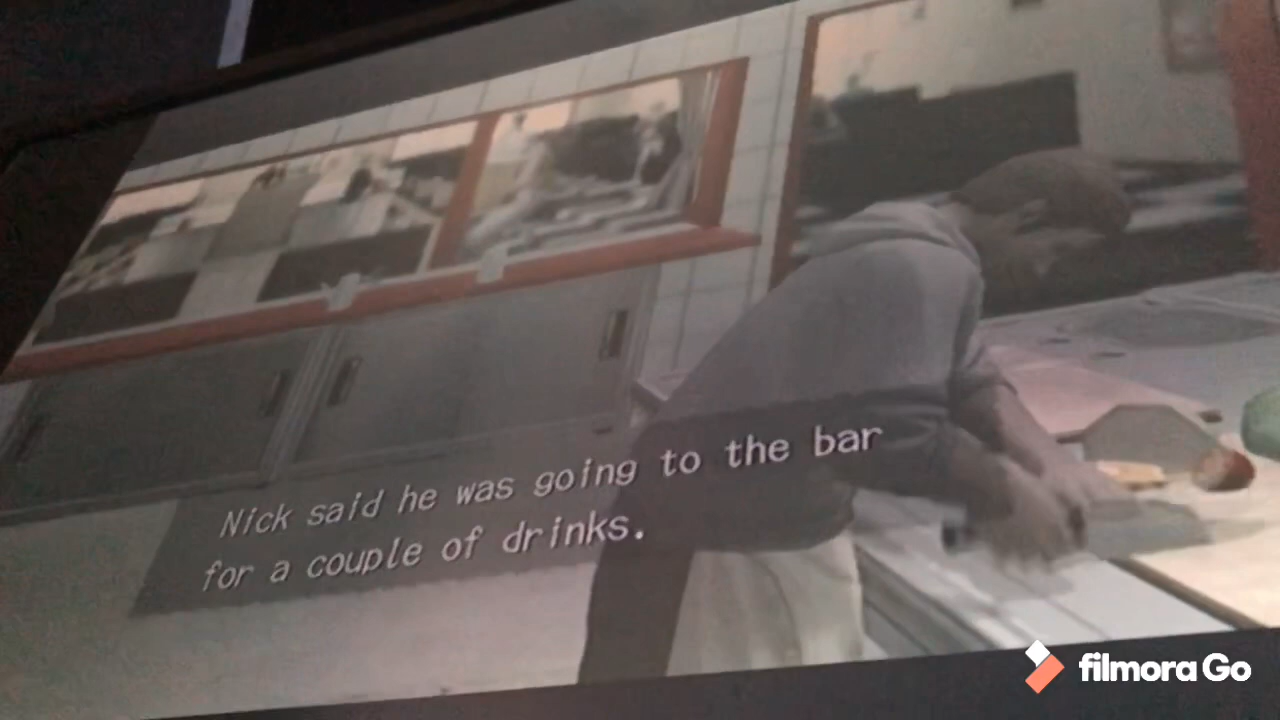 Nick said he was going to the bar
for a couple of drinks.
filmora Go